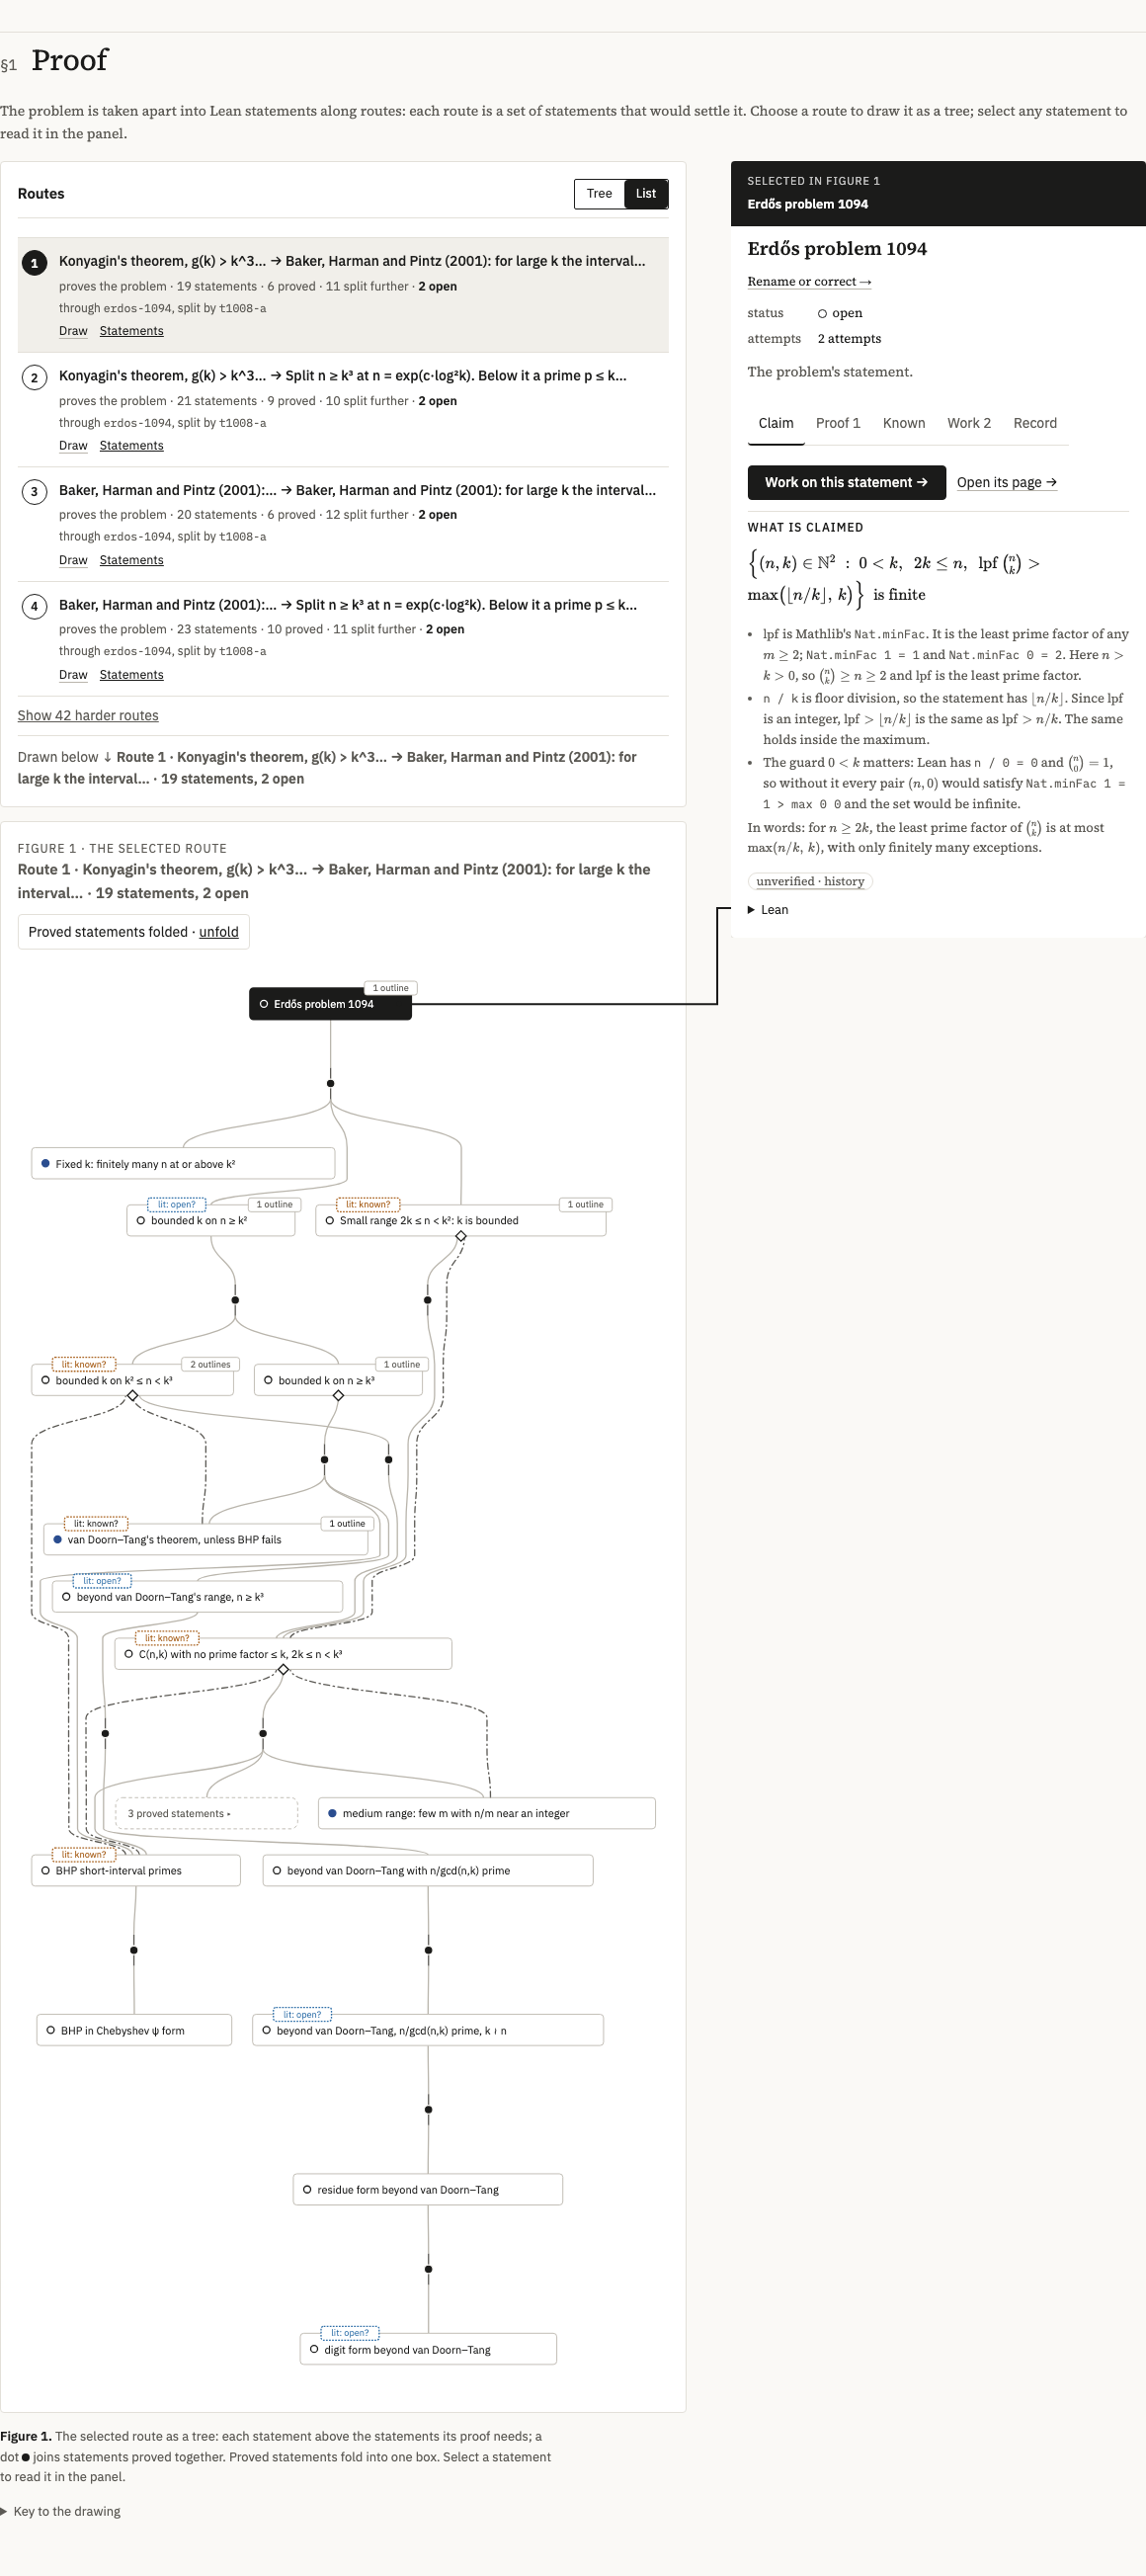 §1 Proof
The problem is taken apart into Lean statements along routes: each route is a set of statements that would settle it. Choose a route to draw it as a tree; select any statement to
read it in the panel.
Routes
Tree List
1 Konyagin's theorem, g(k) > k^3... → Baker, Harman and Pintz (2001): for large k the interval...
proves the problem · 19 statements · 6 proved · 11 split further · 2 open
through erdos-1094, split by t1008-a
Draw Statements
2 Konyagin's theorem, g(k) > k^3... → Split n ≥ k³ at n = exp(c·log²k). Below it a prime p ≤ k...
proves the problem · 21 statements · 9 proved · 10 split further · 2 open
through erdos-1094, split by t1008-a
Draw Statements
3 Baker, Harman and Pintz (2001):... → Baker, Harman and Pintz (2001): for large k the interval...
proves the problem · 20 statements · 6 proved · 12 split further · 2 open
through erdos-1094, split by t1008-a
Draw Statements
4 Baker, Harman and Pintz (2001):... → Split n ≥ k³ at n = exp(c·log²k). Below it a prime p ≤ k...
proves the problem · 23 statements · 10 proved · 11 split further · 2 open
through erdos-1094, split by t1008-a
Draw Statements
Show 42 harder routes
Drawn below ↓ Route 1 · Konyagin's theorem, g(k) > k^3... → Baker, Harman and Pintz (2001): for
large k the interval... · 19 statements, 2 open
SELECTED IN FIGURE 1
Erdős problem 1094
Erdős problem 1094
Rename or correct →
status ○ open
attempts 2 attempts
The problem's statement.
Claim Proof 1 Known Work 2 Record
Work on this statement → Open its page →
WHAT IS CLAIMED
{(n, k) ∈ ℕ² : 0 < k, 2k ≤ n, lpf (n k) >
max(⌊n/k⌋, k)} is finite
• lpf is Mathlib's Nat.minFac. It is the least prime factor of any
m ≥ 2; Nat.minFac 1 = 1 and Nat.minFac 0 = 2. Here n >
k > 0, so (n k) ≥ n ≥ 2 and lpf is the least prime factor.
• n / k is floor division, so the statement has ⌊n/k⌋. Since lpf
is an integer, lpf > ⌊n/k⌋ is the same as lpf > n/k. The same
holds inside the maximum.
• The guard 0 < k matters: Lean has n / 0 = 0 and (n 0) = 1,
so without it every pair (n, 0) would satisfy Nat.minFac 1 =
1 > max 0 0 and the set would be infinite.
In words: for n ≥ 2k, the least prime factor of (n k) is at most
max(n/k, k), with only finitely many exceptions.
unverified · history
▶ Lean
FIGURE 1 · THE SELECTED ROUTE
Route 1 · Konyagin's theorem, g(k) > k^3... → Baker, Harman and Pintz (2001): for large k the
interval... · 19 statements, 2 open
Proved statements folded · unfold
1 outline
Erdős problem 1094
Fixed k: finitely many n at or above k²
lit: open? 1 outline
bounded k on n ≥ k²
lit: known? 1 outline
Small range 2k ≤ n < k²: k is bounded
lit: known? 2 outlines
bounded k on k² ≤ n < k³
1 outline
bounded k on n ≥ k³
lit: known? 1 outline
van Doorn–Tang's theorem, unless BHP fails
lit: open?
beyond van Doorn–Tang's range, n ≥ k³
lit: known?
C(n,k) with no prime factor ≤ k, 2k ≤ n < k³
3 proved statements ▸
medium range: few m with n/m near an integer
lit: known?
BHP short-interval primes
beyond van Doorn–Tang with n/gcd(n,k) prime
BHP in Chebyshev ψ form
lit: open?
beyond van Doorn–Tang, n/gcd(n,k) prime, k ∤ n
residue form beyond van Doorn–Tang
lit: open?
digit form beyond van Doorn–Tang
Figure 1. The selected route as a tree: each statement above the statements its proof needs; a
dot ● joins statements proved together. Proved statements fold into one box. Select a statement
to read it in the panel.
▶ Key to the drawing